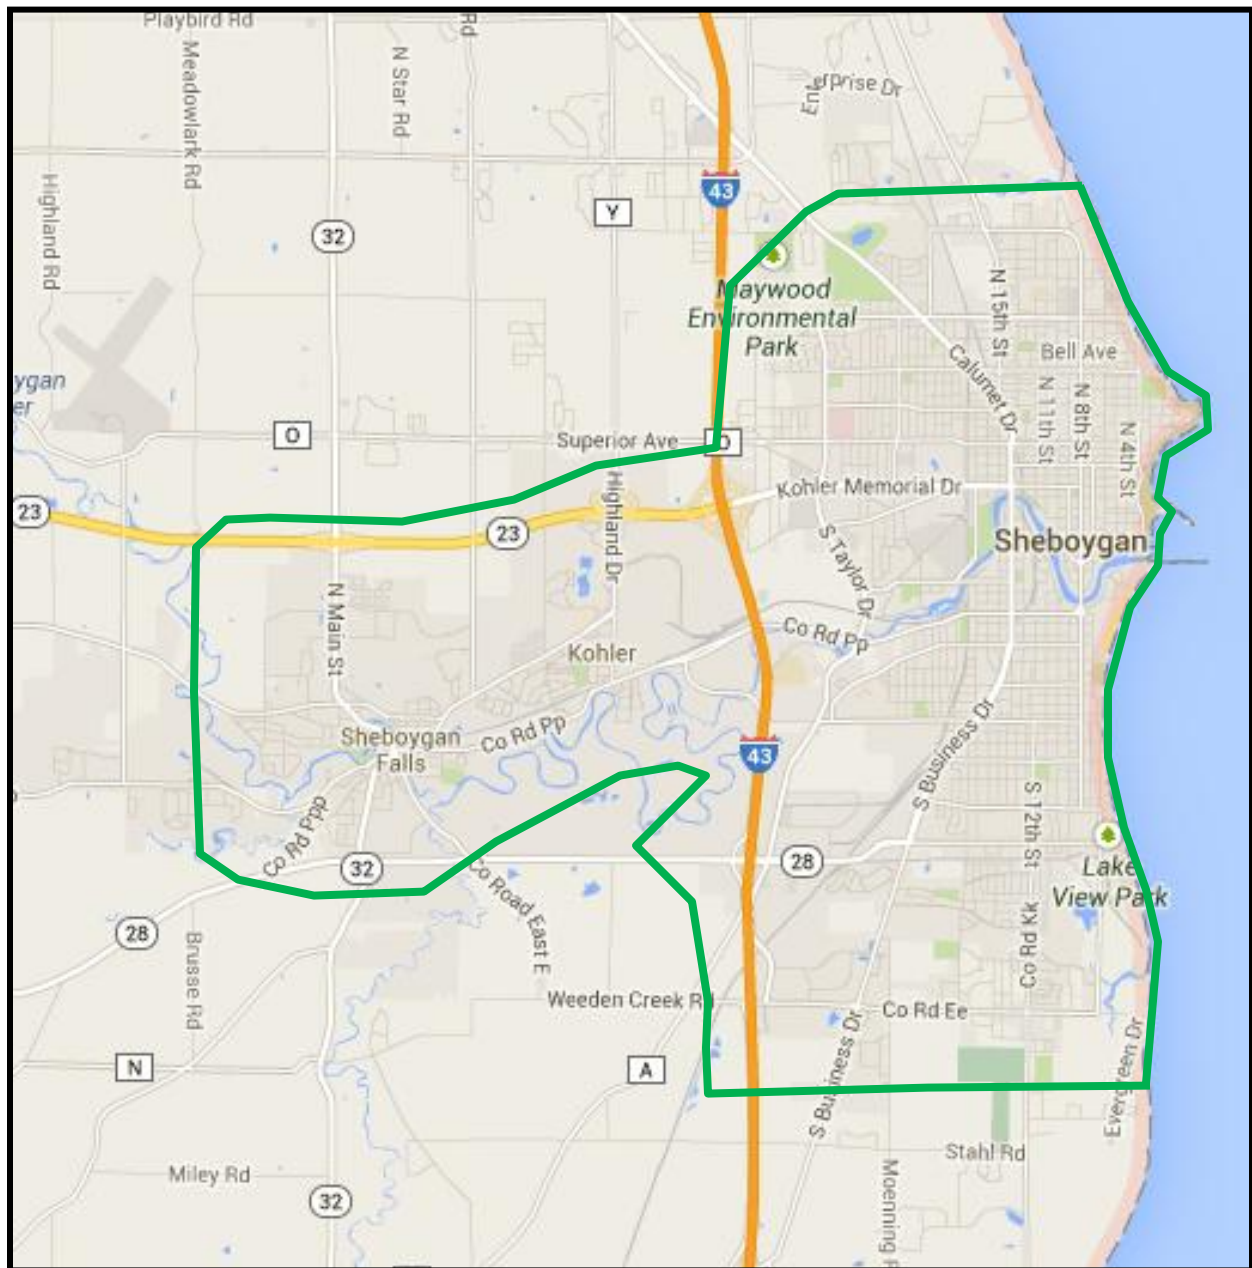 Playbird Rd
Rd
Meadowlark Rd
N Star Rd
Enterprise Dr
Highland Rd
43
Y
32
Maywood
Environmental
Park
N 15th St
Bell Ave
Calumet Dr
N 11th St
N 8th St
N 4th St
ygan
er
O
Superior Ave
O
Highland Dr
Kohler Memorial Dr
23
23
S Taylor Dr
Sheboygan
N Main St
Co Rd Pp
Kohler
Sheboygan
Falls
Co Rd Pp
43
S Business Dr
S 12th St
Co Rd Ppp
32
28
Lake
View Park
Co Road East E
28
Co Rd Kk
Brusse Rd
Weeden Creek Rd
Co Rd Ee
S Business Dr
Evergreen Dr
N
A
Stahl Rd
Miley Rd
32
Moenning R